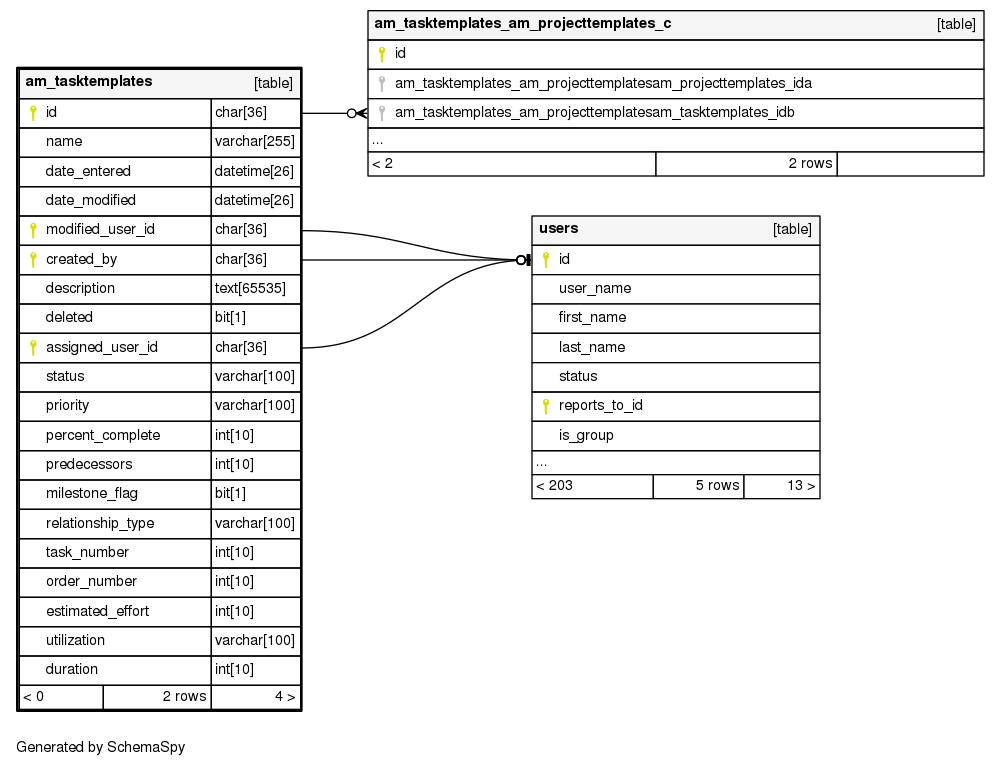 am_tasktemplates_am_projecttemplates_c [table]
id
am_tasktemplates_am_projecttemplatesam_projecttemplates_ida
am_tasktemplates_am_projecttemplatesam_tasktemplates_idb
...
< 2 2 rows
am_tasktemplates [table]
id char[36]
name varchar[255]
date_entered datetime[26]
date_modified datetime[26]
modified_user_id char[36]
created_by char[36]
description text[65535]
deleted bit[1]
assigned_user_id char[36]
status varchar[100]
priority varchar[100]
percent_complete int[10]
predecessors int[10]
milestone_flag bit[1]
relationship_type varchar[100]
task_number int[10]
order_number int[10]
estimated_effort int[10]
utilization varchar[100]
duration int[10]
< 0 2 rows 4 >
users [table]
id
user_name
first_name
last_name
status
reports_to_id
is_group
...
< 203 5 rows 13 >
Generated by SchemaSpy